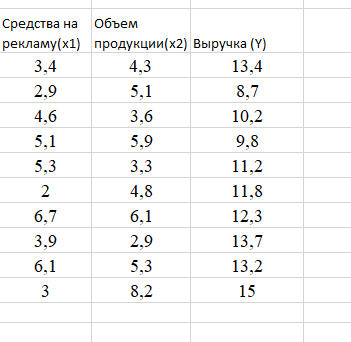 Средства на Объем
рекламу(x1) продукции(x2) Выручка (Y)
3,4 4,3 13,4
2,9 5,1 8,7
4,6 3,6 10,2
5,1 5,9 9,8
5,3 3,3 11,2
2 4,8 11,8
6,7 6,1 12,3
3,9 2,9 13,7
6,1 5,3 13,2
3 8,2 15